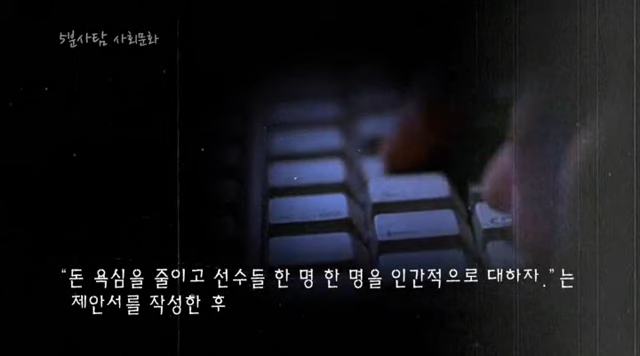 5분사탐 사회문화
“돈 욕심을 줄이고 선수들 한 명 한 명을 인간적으로 대하자.”는
제안서를 작성한 후